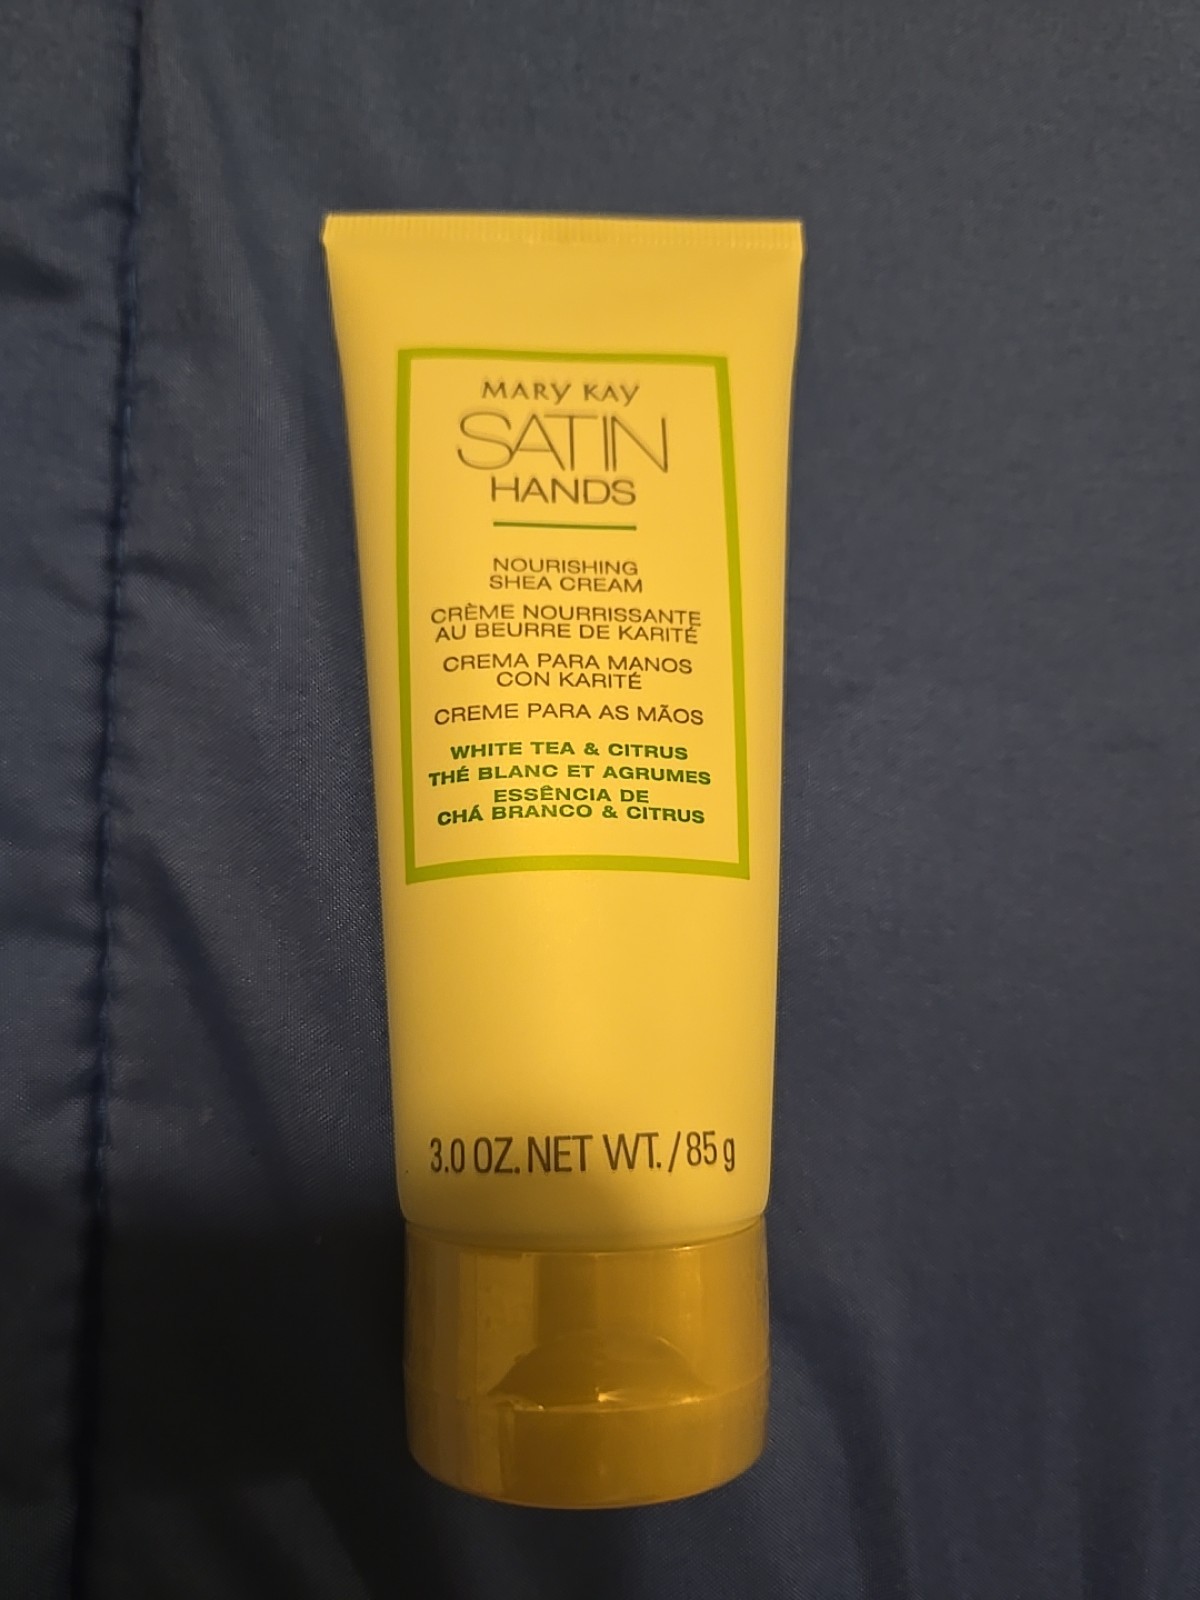 MARY KAY
SATIN
HANDS
NOURISHING
SHEA CREAM
CRÈME NOURRISSANTE
AU BEURRE DE KARITÉ
CREMA PARA MANOS
CON KARITÉ
CREME PARA AS MÃOS
WHITE TEA & CITRUS
THÉ BLANC ET AGRUMES
ESSÊNCIA DE
CHÁ BRANCO & CITRUS
3.0 OZ. NET WT. / 85 g